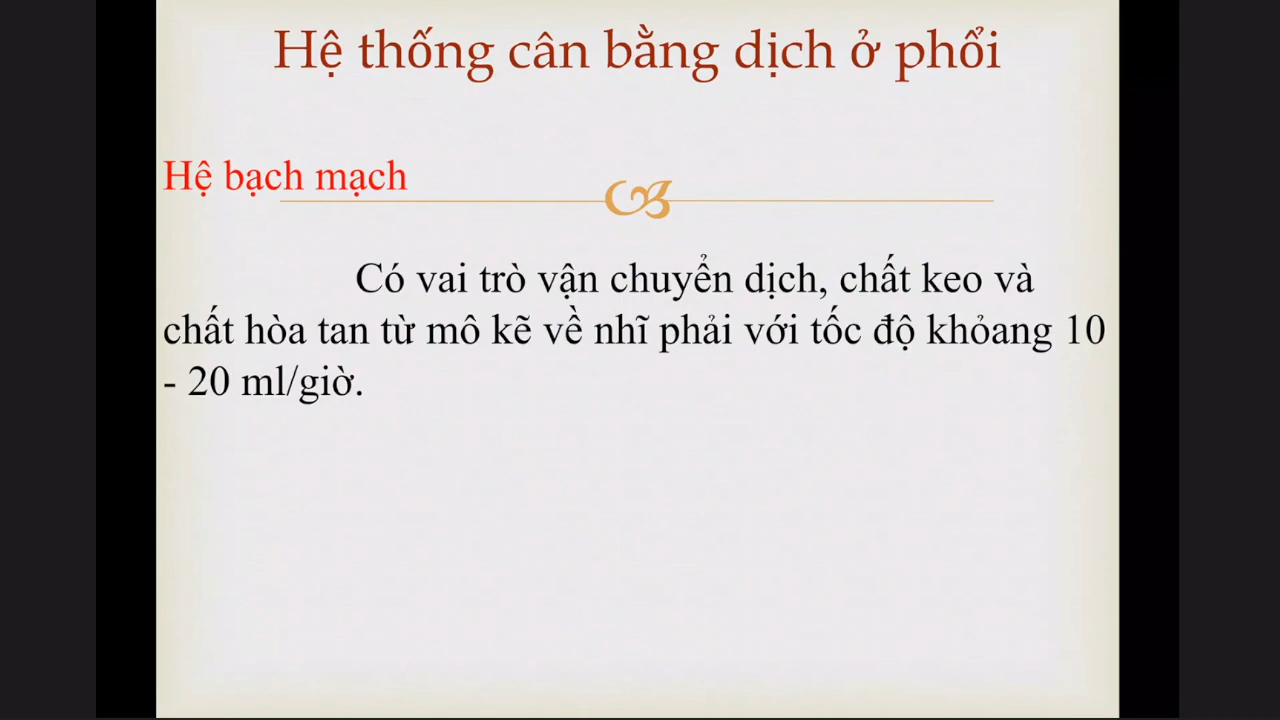 Hệ thống cân bằng dịch ở phổi
Hệ bạch mạch
Có vai trò vận chuyển dịch, chất keo và
chất hòa tan từ mô kẽ về nhĩ phải với tốc độ khỏang 10
- 20 ml/giờ.